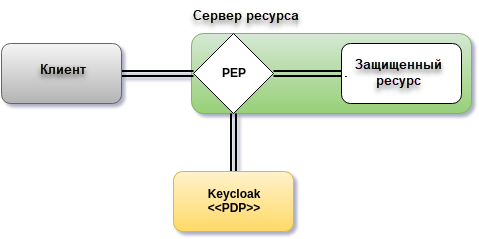 Сервер ресурса
Клиент
PEP
Защищенный
ресурс
Keycloak
<<PDP>>